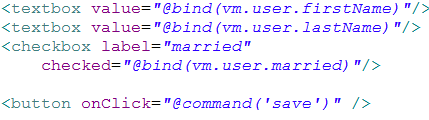 <textbox value="@bind(vm.user.firstName)"/>
<textbox value="@bind(vm.user.lastName)"/>
<checkbox label="married"
checked="@bind(vm.user.married)"/>
<button onClick="@command('save')" />